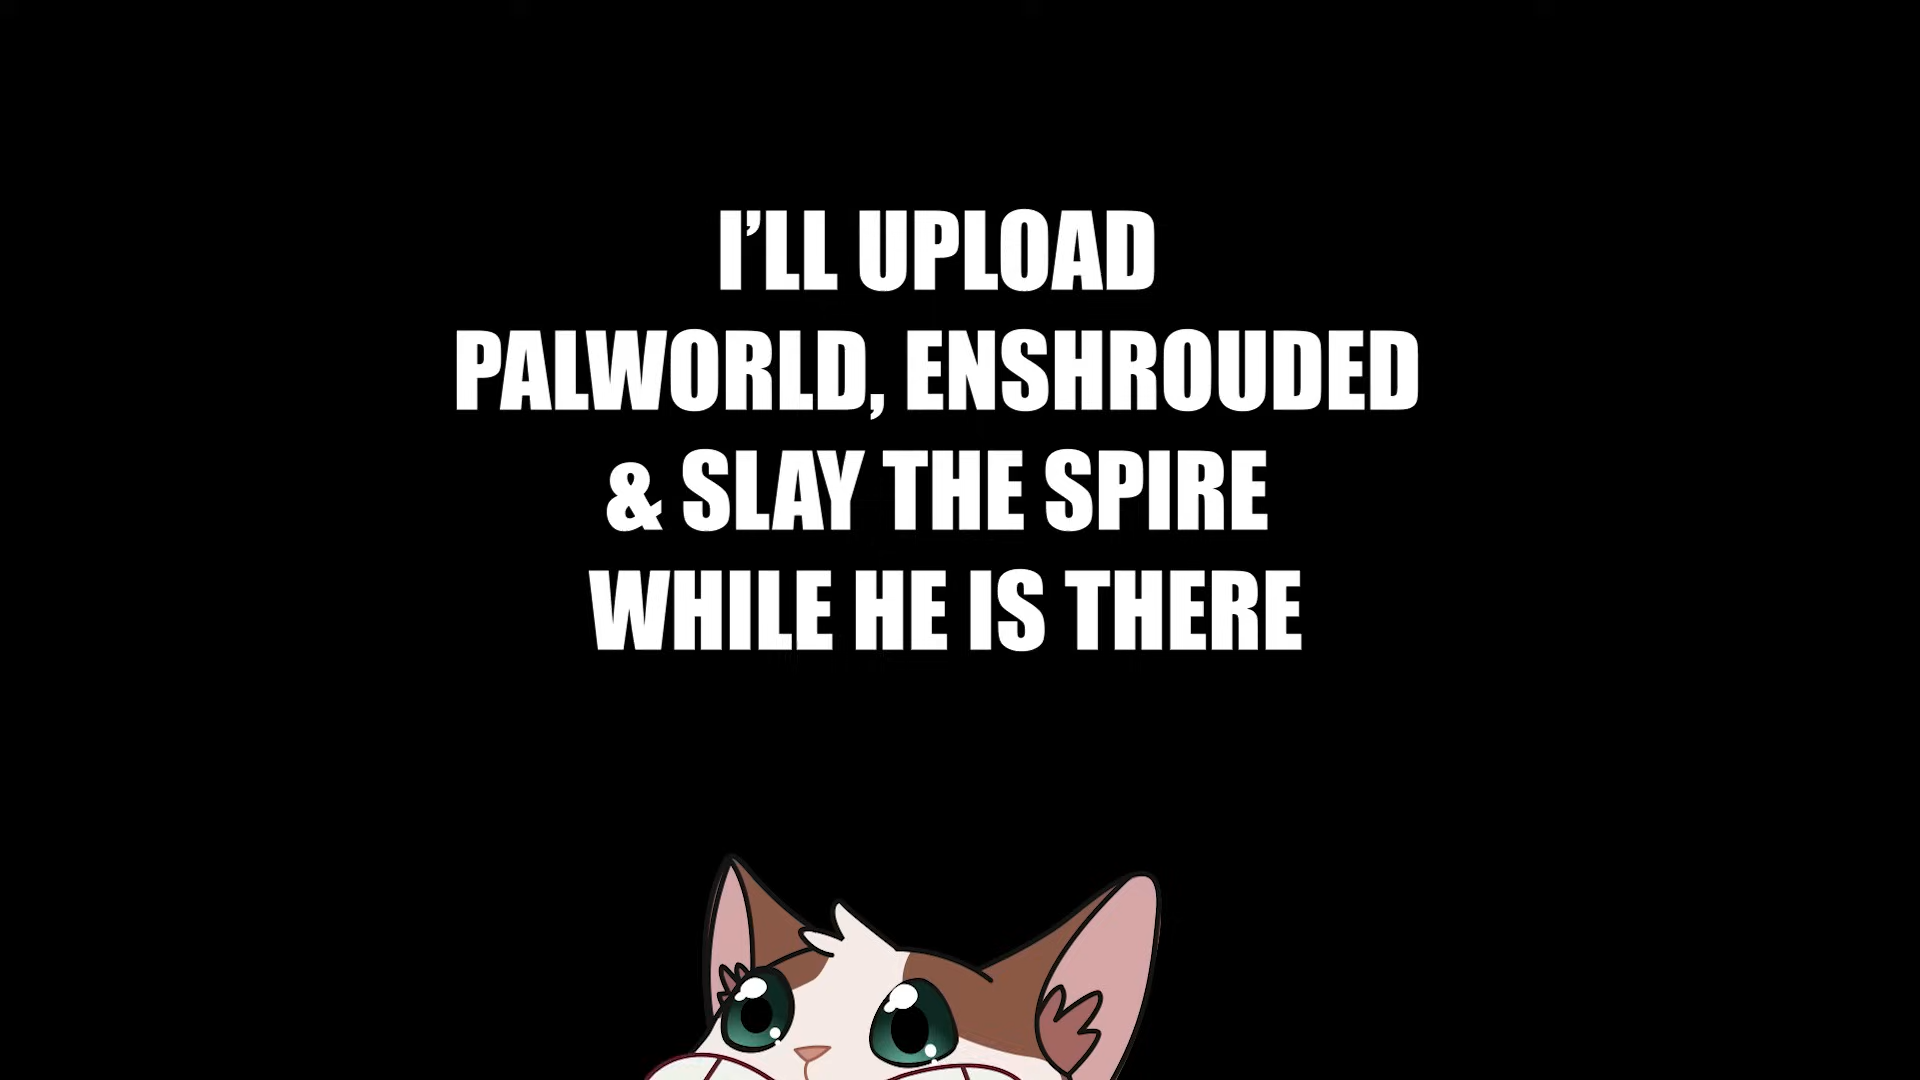 I’LL UPLOAD
PALWORLD, ENSHROUDED
& SLAY THE SPIRE
WHILE HE IS THERE